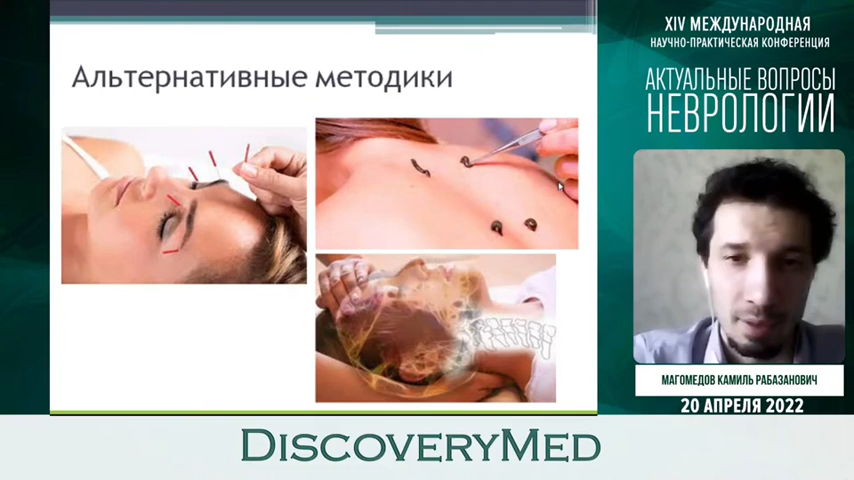 Альтернативные методики
XIV МЕЖДУНАРОДНАЯ
НАУЧНО-ПРАКТИЧЕСКАЯ КОНФЕРЕНЦИЯ
АКТУАЛЬНЫЕ ВОПРОСЫ
НЕВРОЛОГИИ
МАГОМЕДОВ КАМИЛЬ РАБАЗАНОВИЧ
20 АПРЕЛЯ 2022
DISCOVERYMED